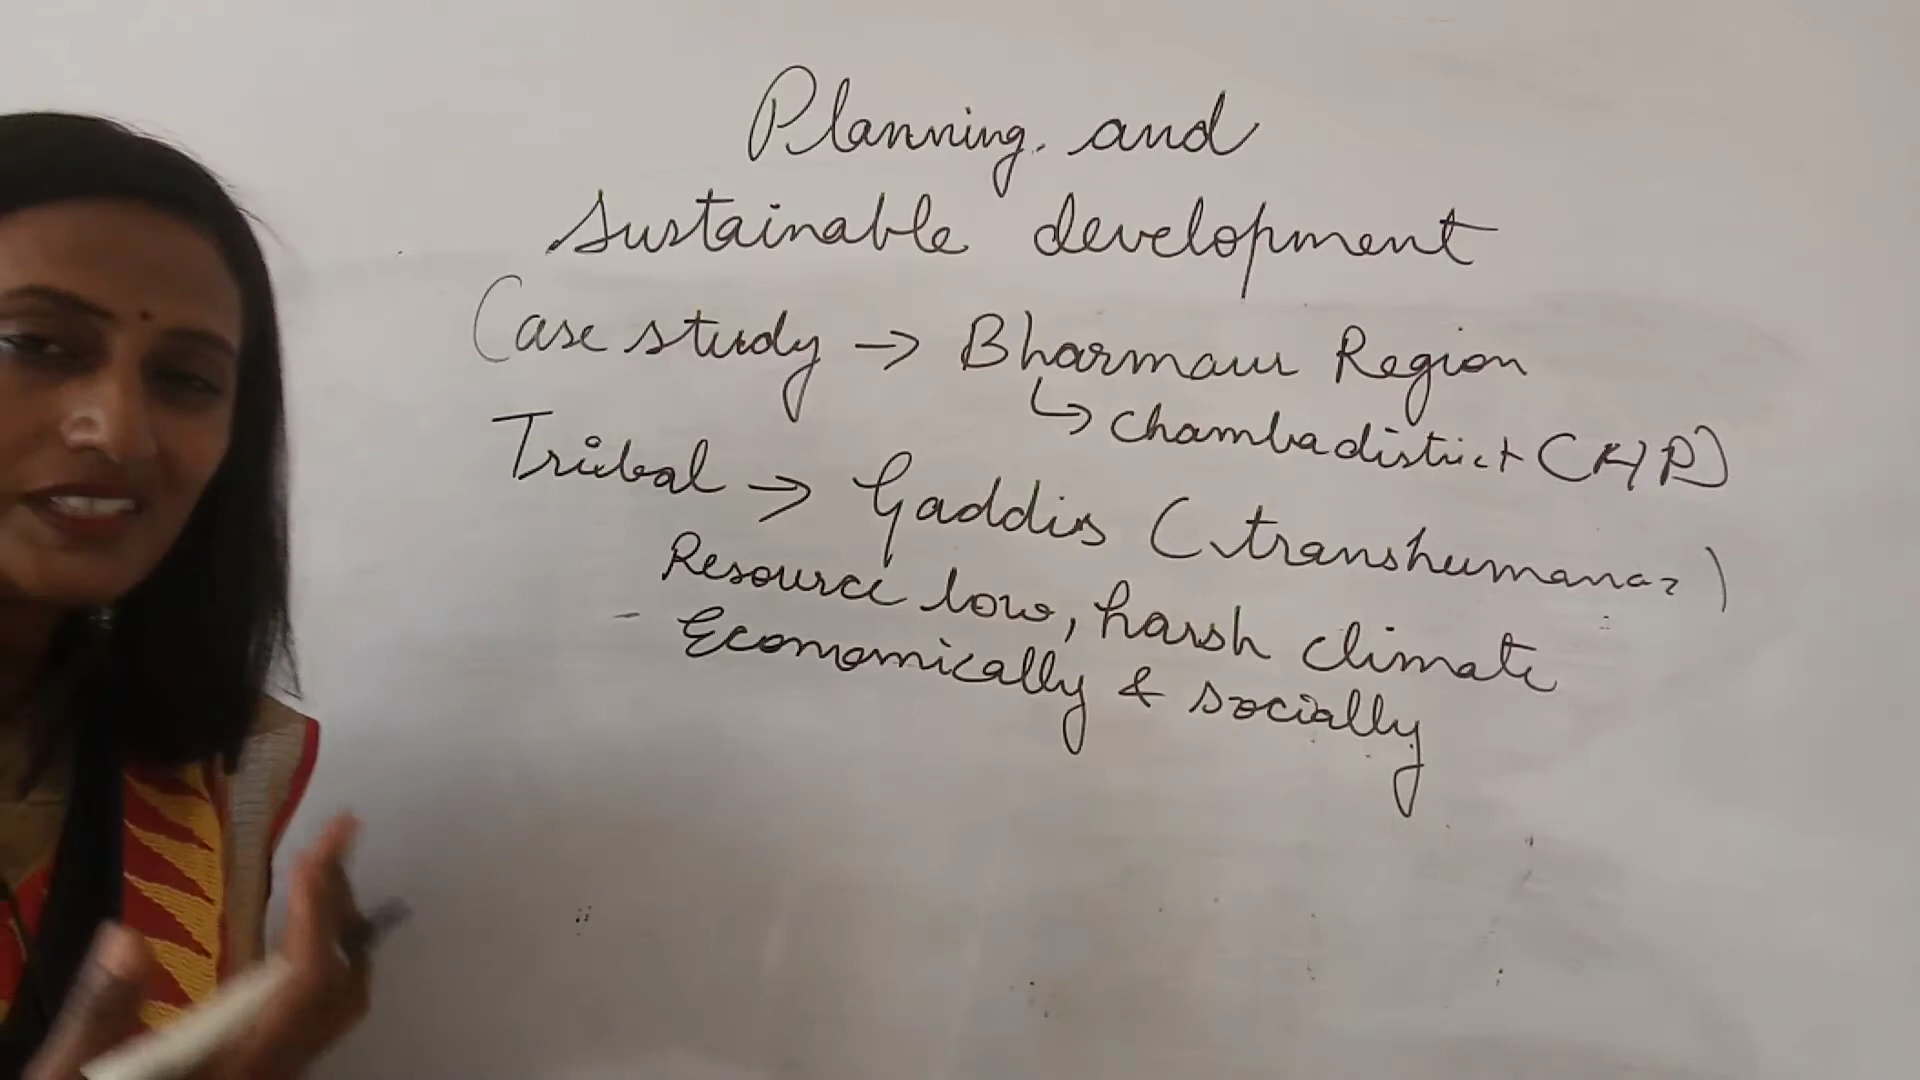 Planning and
sustainable development
Case study → Bharmaur Region
↳ Chamba district (HP)
Tribal → Gaddis (transhumance)
Resource low, harsh climate
- Economically & socially